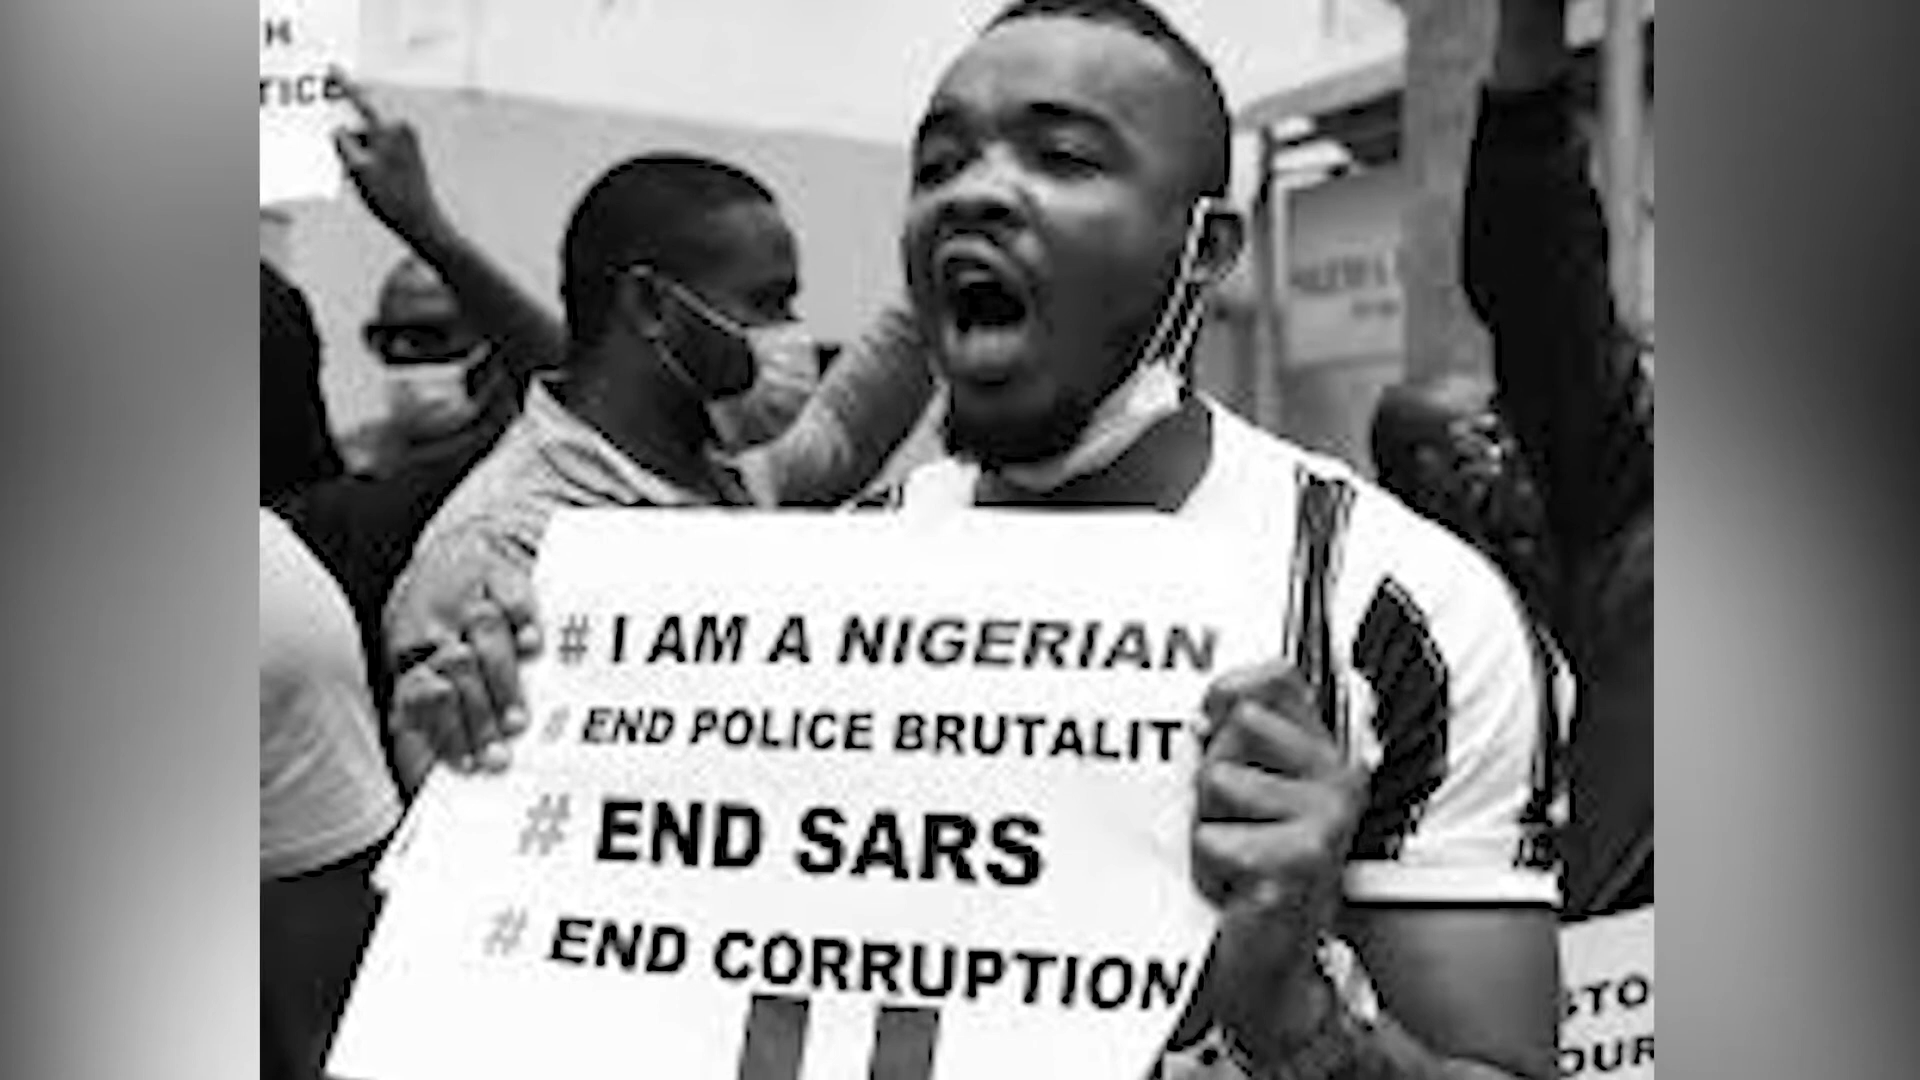 # I AM A NIGERIAN
# END POLICE BRUTALITY
# END SARS
# END CORRUPTION